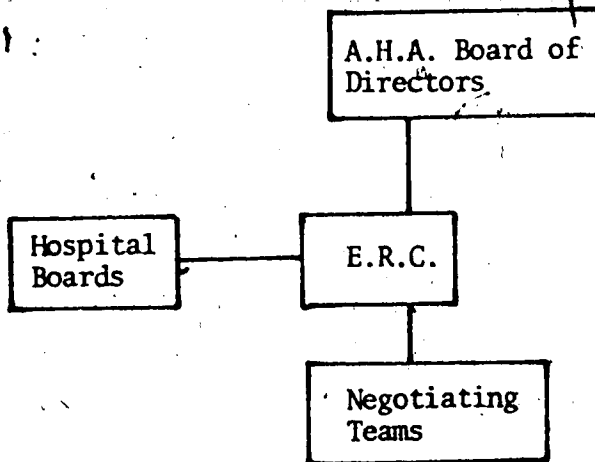 A.H.A. Board of
Directors
Hospital
Boards
E.R.C.
Negotiating
Teams